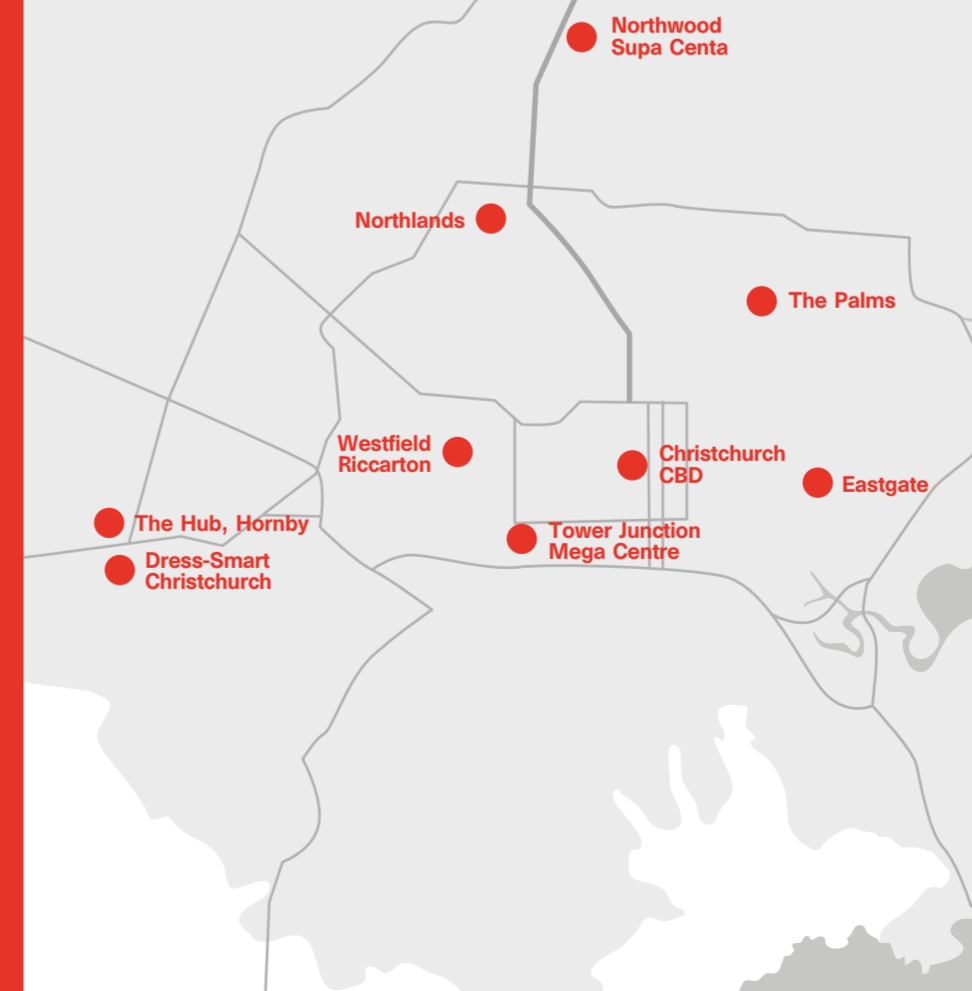 Northwood
Supa Centa
Northlands
The Palms
Westfield
Riccarton
Christchurch
CBD
Eastgate
The Hub, Hornby
Tower Junction
Mega Centre
Dress-Smart
Christchurch